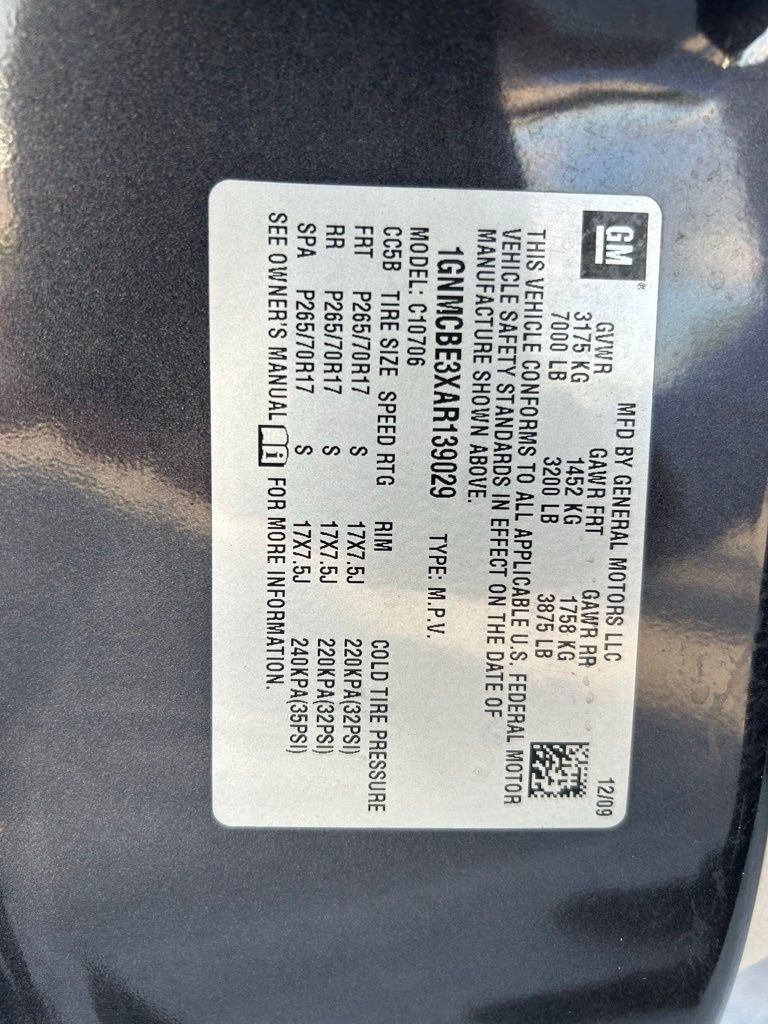 GM
MFD BY GENERAL MOTORS LLC 12/09
GVWR GAWR FRT GAWR RR
3175 KG 1452 KG 1758 KG
7000 LB 3200 LB 3875 LB
THIS VEHICLE CONFORMS TO ALL APPLICABLE U.S. FEDERAL MOTOR
VEHICLE SAFETY STANDARDS IN EFFECT ON THE DATE OF
MANUFACTURE SHOWN ABOVE.
1GNMCBE3XAR139029 TYPE: M.P.V.
MODEL: C10706
CC5B TIRE SIZE SPEED RTG RIM COLD TIRE PRESSURE
FRT P265/70R17 S 17X7.5J 220KPA(32PSI)
RR P265/70R17 S 17X7.5J 220KPA(32PSI)
SPA P265/70R17 S 17X7.5J 240KPA(35PSI)
SEE OWNER'S MANUAL FOR MORE INFORMATION.